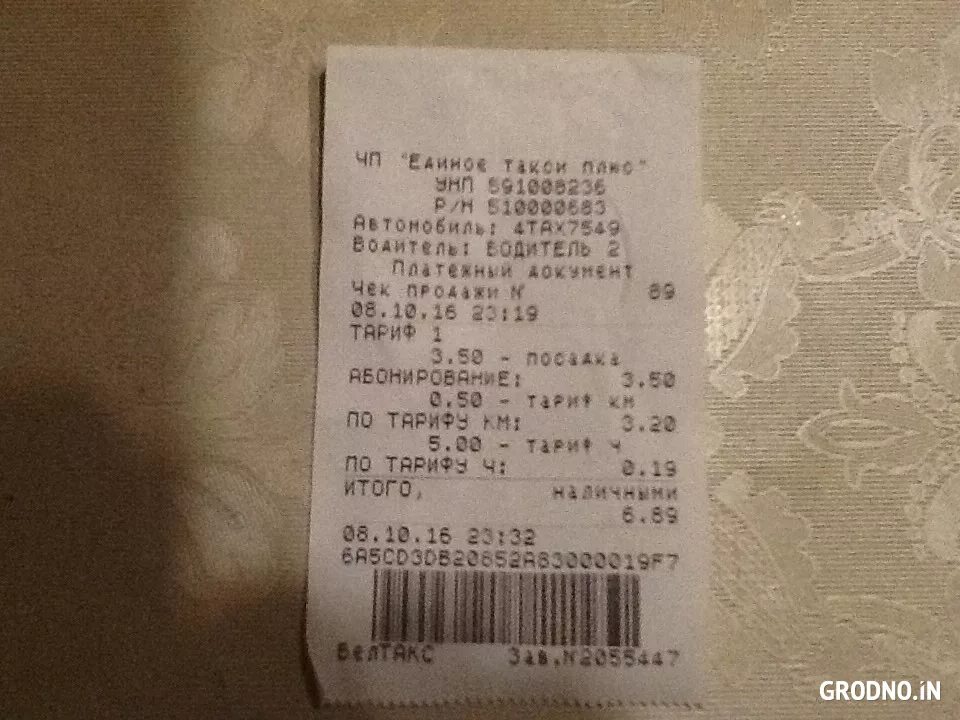 ЧП "Единое такси плюс"
УНП 591008236
Р/Н 510000683
Автомобиль: 4TAX7549
Водитель: ВОДИТЕЛЬ 2
Платежный документ
Чек продажи N 89
08.10.16 23:19
ТАРИФ 1
3.50 - посадка
АБОНИРОВАНИЕ: 3.50
0.50 - тариф км
ПО ТАРИФУ КМ: 3.20
5.00 - тариф ч
ПО ТАРИФУ Ч: 0.19
ИТОГО, наличными
6.89
08.10.16 23:32
6A5CD3DB20652A83000019F7
БелТАКС Зав.N2055447
GRODNO.iN